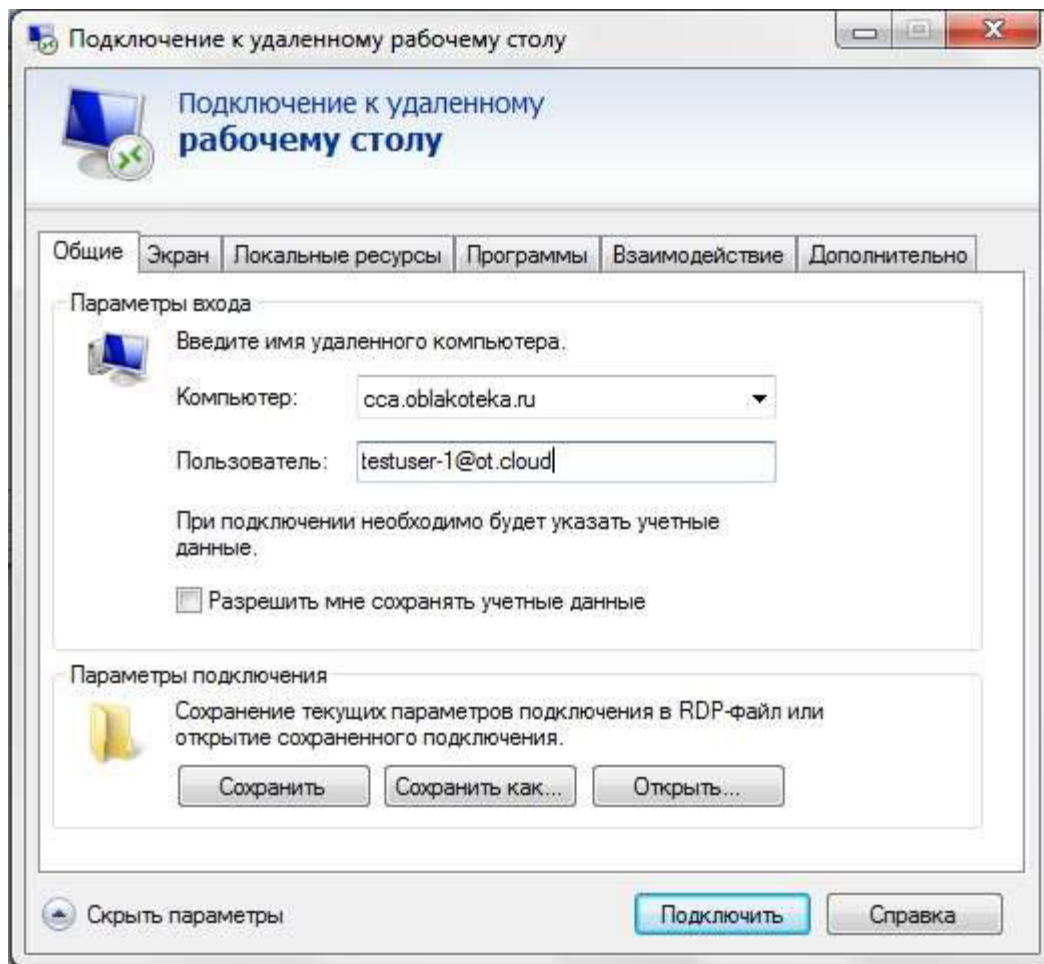 Подключение к удаленному рабочему столу
Подключение к удаленному
рабочему столу
Общие
Экран
Локальные ресурсы
Программы
Взаимодействие
Дополнительно
Параметры входа
Введите имя удаленного компьютера.
Компьютер:
cca.oblakoteka.ru
Пользователь:
testuser-1@ot.cloud
При подключении необходимо будет указать учетные
данные.
Разрешить мне сохранять учетные данные
Параметры подключения
Сохранение текущих параметров подключения в RDP-файл или
открытие сохраненного подключения.
Сохранить
Сохранить как...
Открыть...
Скрыть параметры
Подключить
Справка